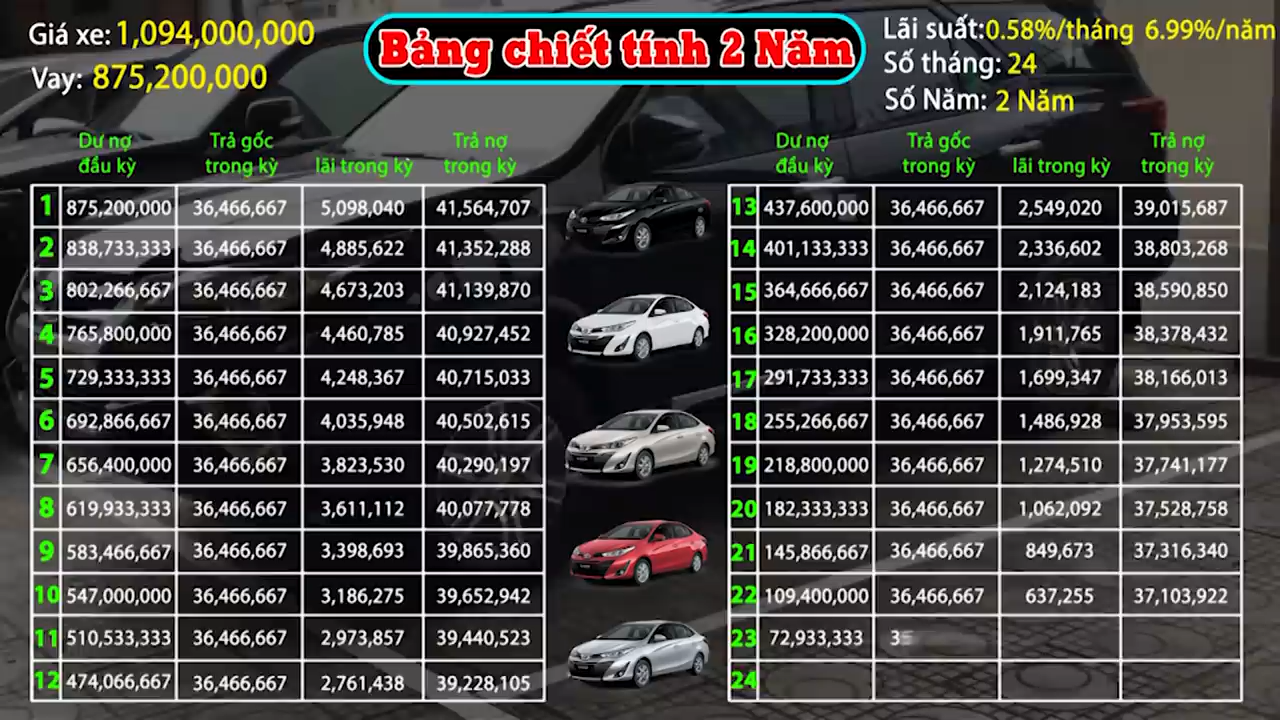 Giá xe: 1,094,000,000
Vay: 875,200,000
Bảng chiết tính 2 Năm
Lãi suất: 0.58%/tháng 6.99%/năm
Số tháng: 24
Số Năm: 2 Năm
Dư nợ đầu kỳ Trả gốc trong kỳ lãi trong kỳ Trả nợ trong kỳ
1 875,200,000 36,466,667 5,098,040 41,564,707
2 838,733,333 36,466,667 4,885,622 41,352,288
3 802,266,667 36,466,667 4,673,203 41,139,870
4 765,800,000 36,466,667 4,460,785 40,927,452
5 729,333,333 36,466,667 4,248,367 40,715,033
6 692,866,667 36,466,667 4,035,948 40,502,615
7 656,400,000 36,466,667 3,823,530 40,290,197
8 619,933,333 36,466,667 3,611,112 40,077,778
9 583,466,667 36,466,667 3,398,693 39,865,360
10 547,000,000 36,466,667 3,186,275 39,652,942
11 510,533,333 36,466,667 2,973,857 39,440,523
12 474,066,667 36,466,667 2,761,438 39,228,105
Dư nợ đầu kỳ Trả gốc trong kỳ lãi trong kỳ Trả nợ trong kỳ
13 437,600,000 36,466,667 2,549,020 39,015,687
14 401,133,333 36,466,667 2,336,602 38,803,268
15 364,666,667 36,466,667 2,124,183 38,590,850
16 328,200,000 36,466,667 1,911,765 38,378,432
17 291,733,333 36,466,667 1,699,347 38,166,013
18 255,266,667 36,466,667 1,486,928 37,953,595
19 218,800,000 36,466,667 1,274,510 37,741,177
20 182,333,333 36,466,667 1,062,092 37,528,758
21 145,866,667 36,466,667 849,673 37,316,340
22 109,400,000 36,466,667 637,255 37,103,922
23 72,933,333
24